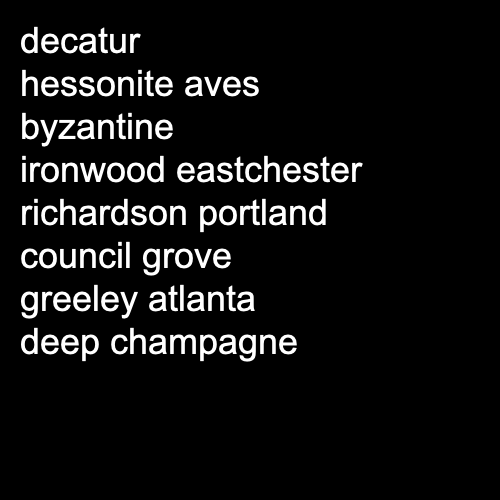 decatur
hessonite aves
byzantine
ironwood eastchester
richardson portland
council grove
greeley atlanta
deep champagne